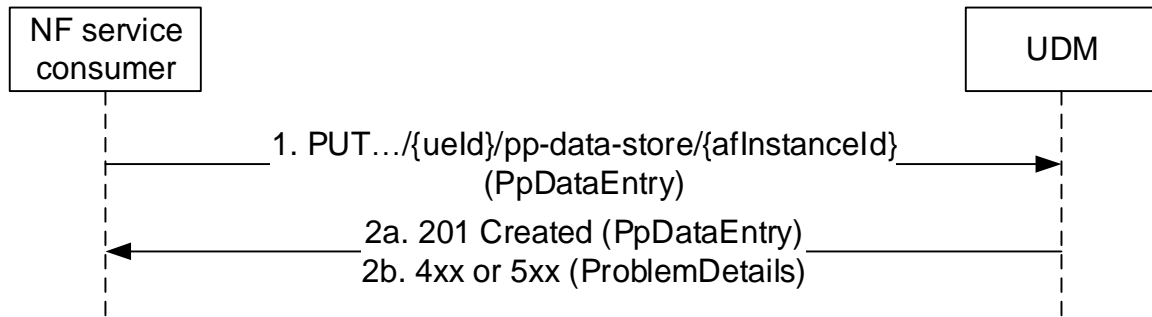 NF service
consumer
UDM
1. PUT…/{ueId}/pp-data-store/{afInstanceId}
(PpDataEntry)
2a. 201 Created (PpDataEntry)
2b. 4xx or 5xx (ProblemDetails)